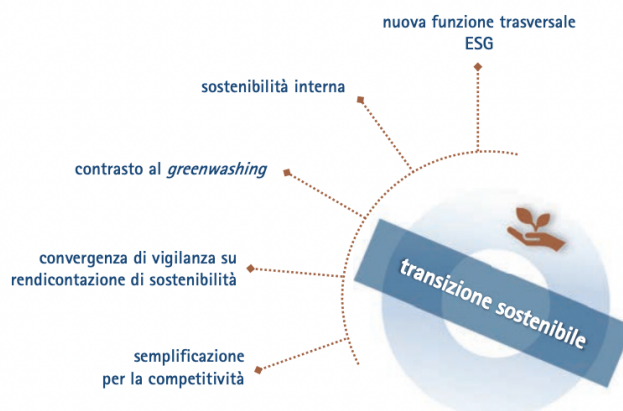 nuova funzione trasversale
ESG
sostenibilità interna
contrasto al greenwashing
convergenza di vigilanza su
rendicontazione di sostenibilità
semplificazione
per la competitività
transizione sostenibile